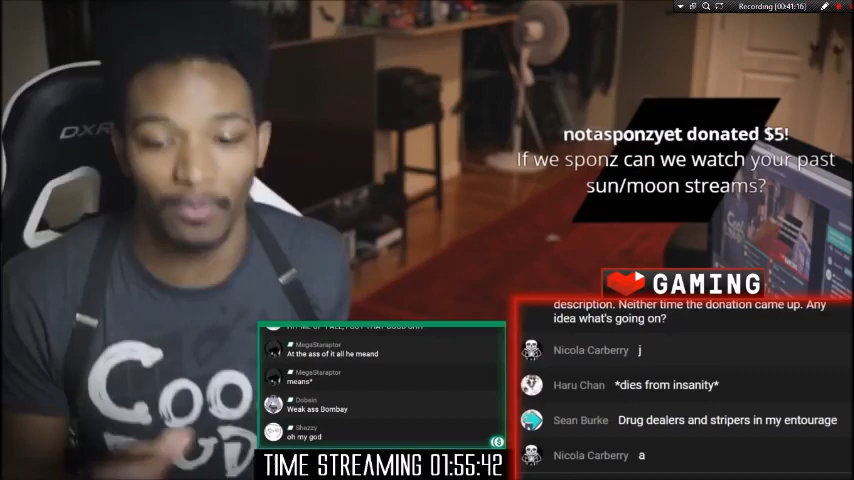 Recording [00:41:16]
DXR
notasponzyet donated $5!
If we sponz can we watch your past
sun/moon streams?
GAMING
description. Neither time the donation came up. Any
idea what's going on?
Nicola Carberry j
Haru Chan *dies from insanity*
Sean Burke Drug dealers and stripers in my entourage
Nicola Carberry a
MegaStaraptor
At the ass of it all he meand
MegaStaraptor
means*
Dobein
Weak ass Bombay
Shazzy
oh my god
TIME STREAMING 01:55:42
COO